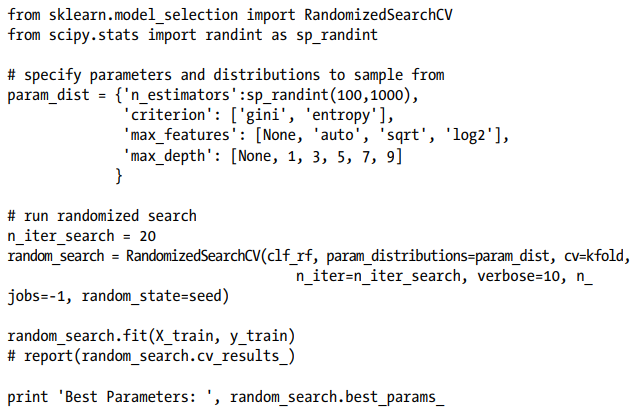 from sklearn.model_selection import RandomizedSearchCV
from scipy.stats import randint as sp_randint

# specify parameters and distributions to sample from
param_dist = {'n_estimators':sp_randint(100,1000),
              'criterion': ['gini', 'entropy'],
              'max_features': [None, 'auto', 'sqrt', 'log2'],
              'max_depth': [None, 1, 3, 5, 7, 9]
             }

# run randomized search
n_iter_search = 20
random_search = RandomizedSearchCV(clf_rf, param_distributions=param_dist, cv=kfold,
                                   n_iter=n_iter_search, verbose=10, n_
jobs=-1, random_state=seed)

random_search.fit(X_train, y_train)
# report(random_search.cv_results_)

print 'Best Parameters: ', random_search.best_params_